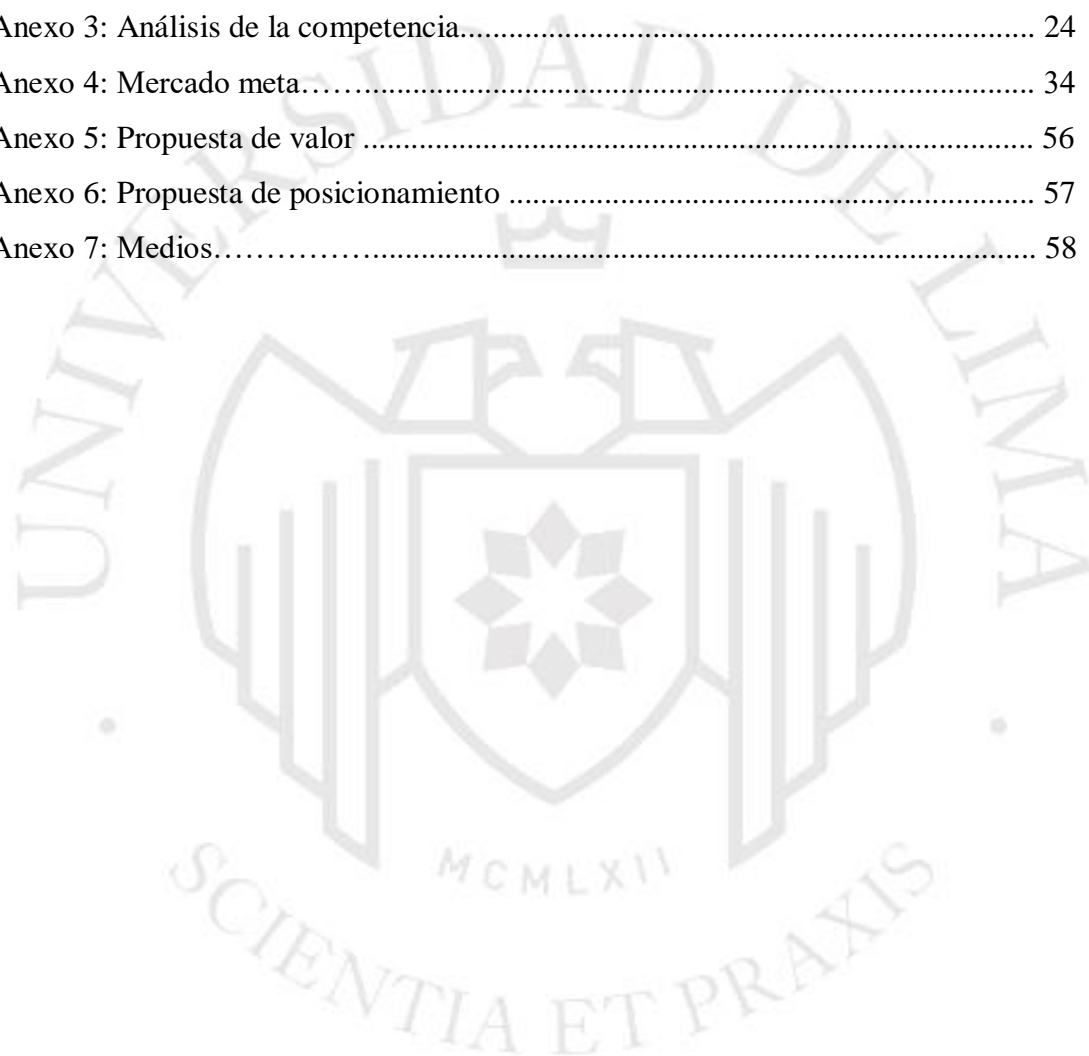 Anexo 3: Análisis de la competencia.................................................................................. 24
Anexo 4: Mercado meta……............................................................................................. 34
Anexo 5: Propuesta de valor ............................................................................................. 56
Anexo 6: Propuesta de posicionamiento ........................................................................... 57
Anexo 7: Medios……………............................................................................................ 58
UNIVERSIDAD DE LIMA
MCMLXII
SCIENTIA ET PRAXIS